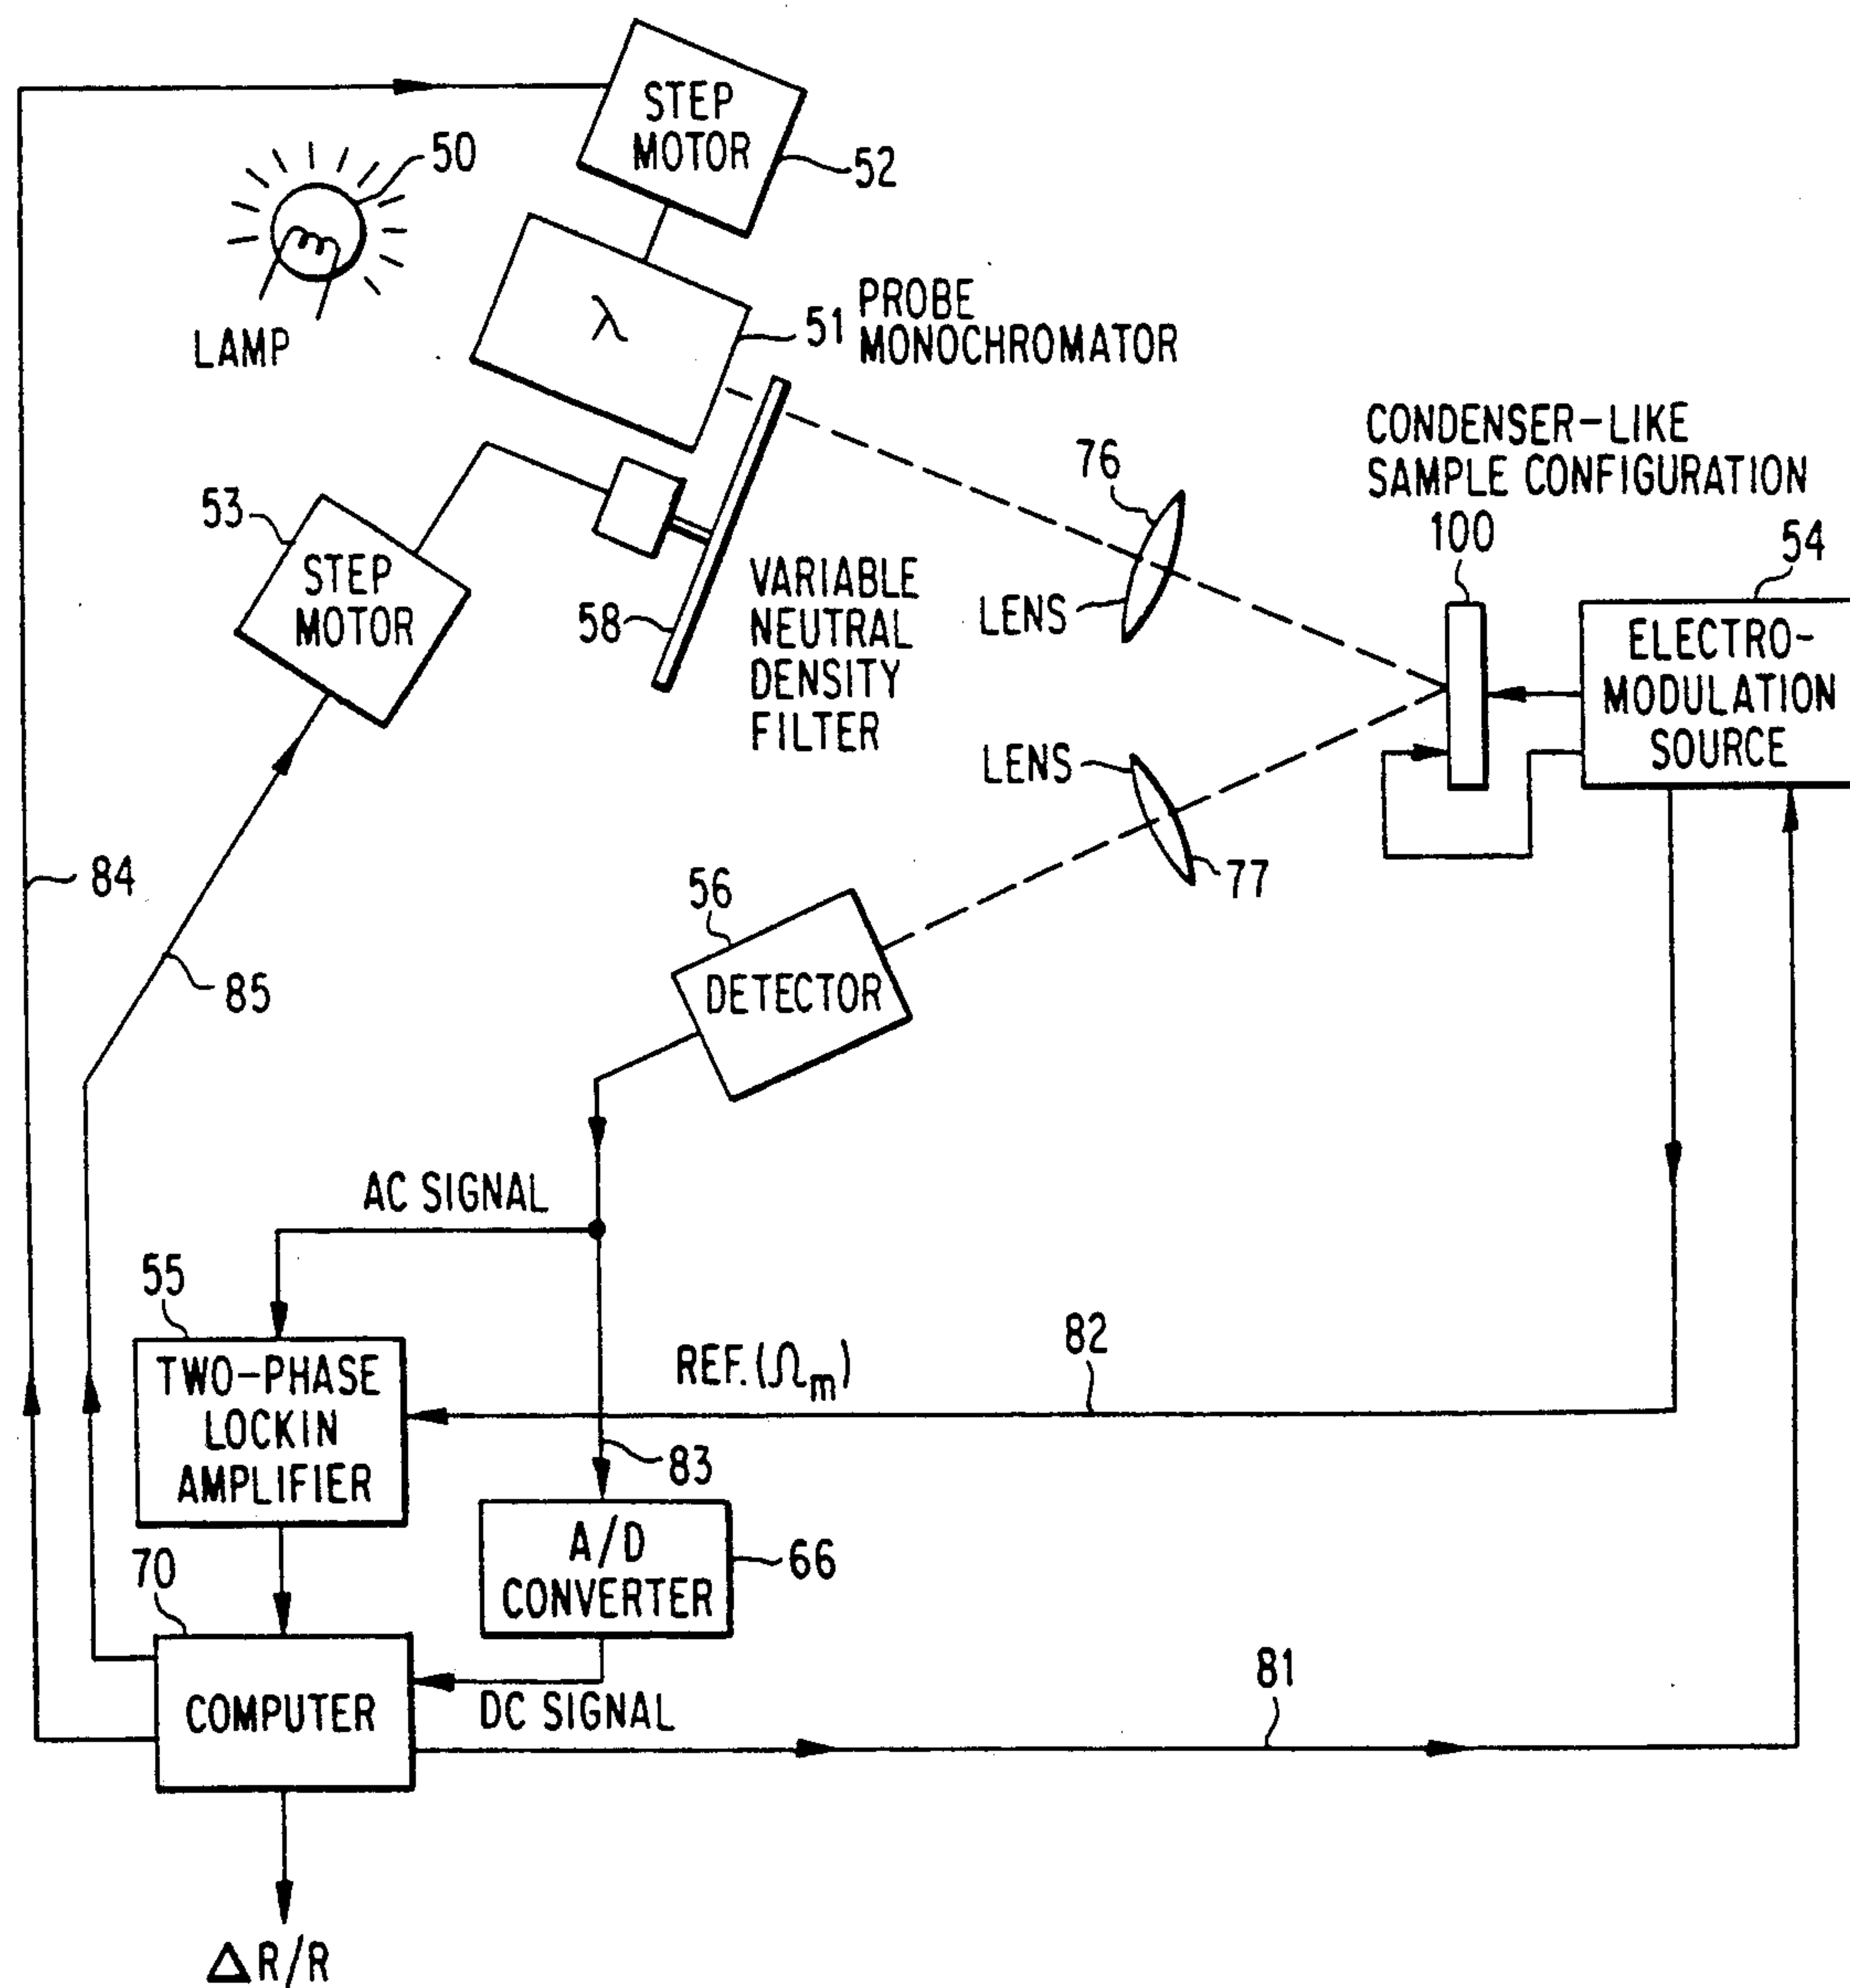 STEP
MOTOR
52
50
LAMP
λ
51
PROBE
MONOCHROMATOR
53
STEP
MOTOR
58
VARIABLE
NEUTRAL
DENSITY
FILTER
76
LENS
CONDENSER-LIKE
SAMPLE CONFIGURATION
100
54
ELECTRO-
MODULATION
SOURCE
LENS
77
84
85
56
DETECTOR
AC SIGNAL
55
TWO-PHASE
LOCKIN
AMPLIFIER
REF. (Ωm)
82
83
A/D
CONVERTER
66
70
COMPUTER
DC SIGNAL
81
ΔR/R